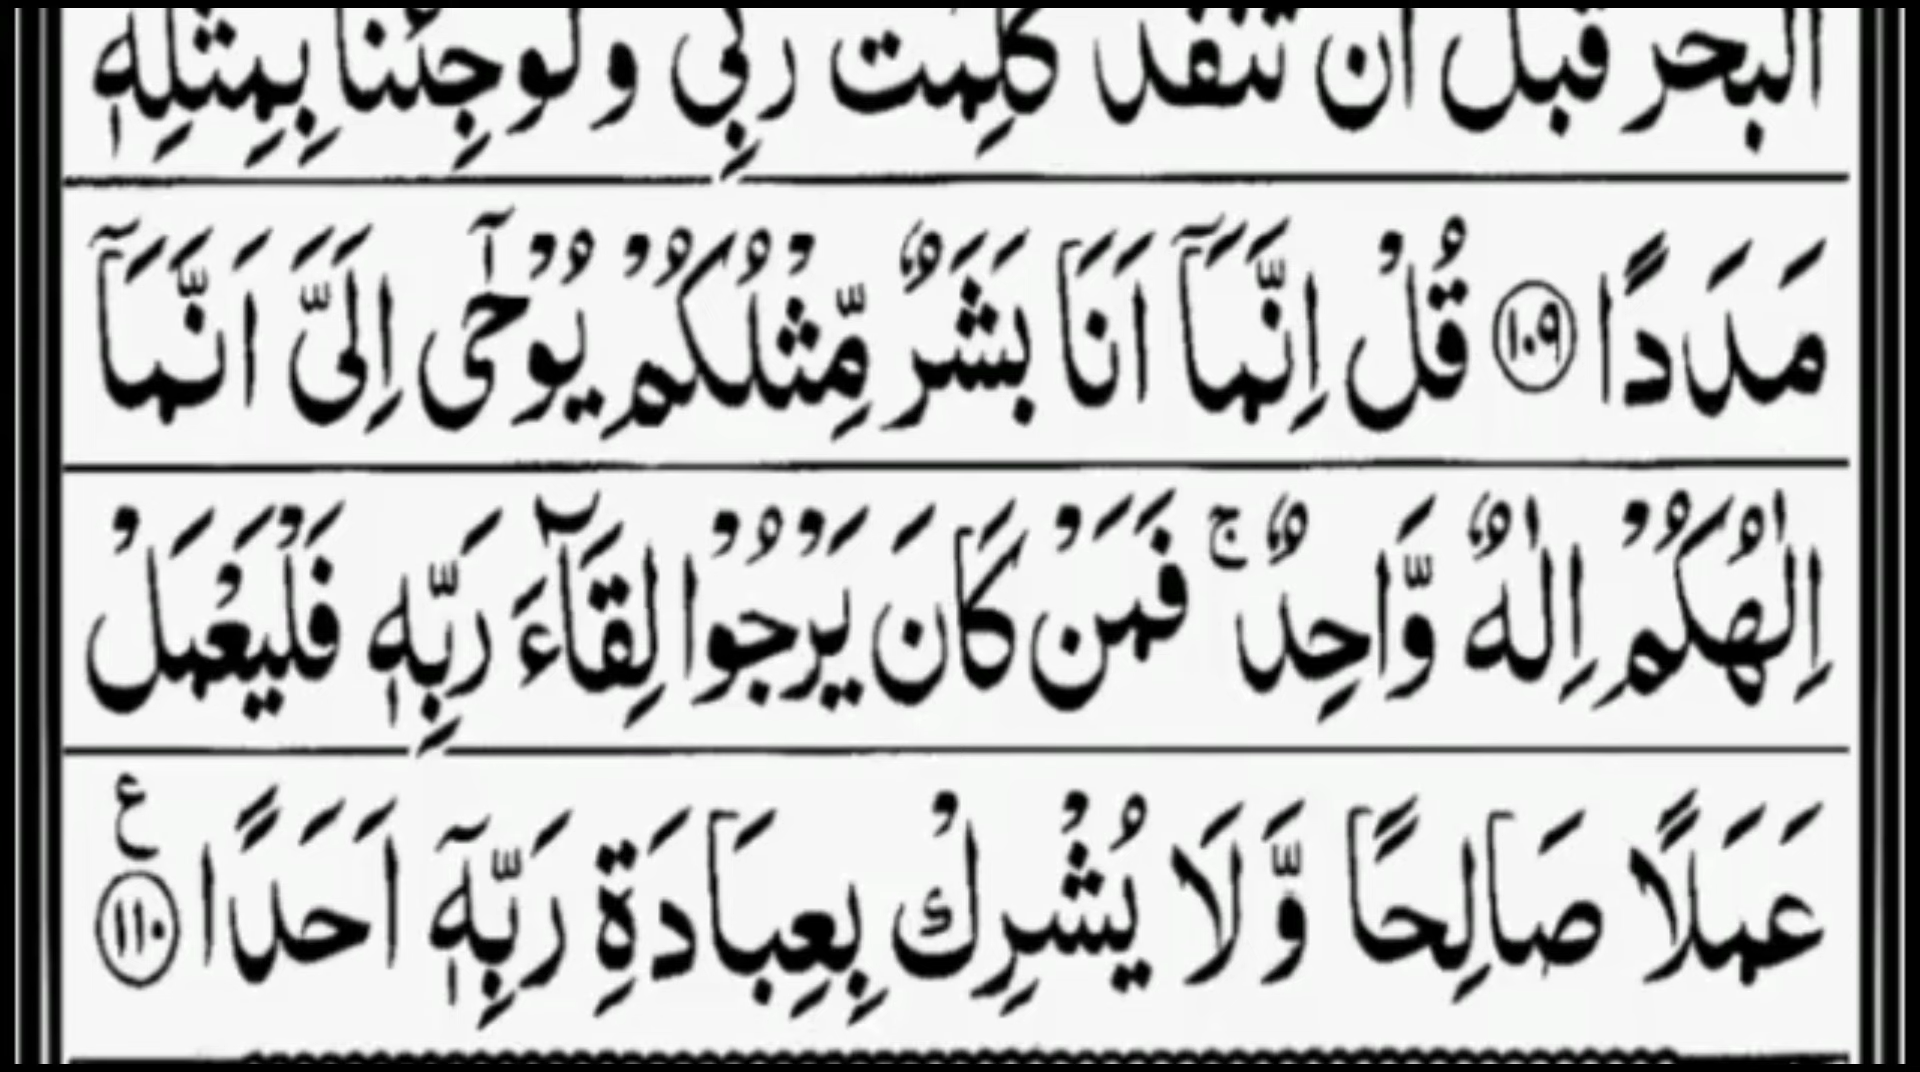 الْبَحْرُ قَبْلَ اَنْ تَنْفَدَ كَلِمٰتُ رَبِّیْ وَلَوْ جِئْنَا بِمِثْلِهٖ
مَدَدًا ﴿۱۰۹﴾ قُلْ اِنَّمَاۤ اَنَا بَشَرٌ مِّثْلُكُمْ یُوْحٰۤی اِلَیَّ اَنَّمَاۤ
اِلٰهُكُمْ اِلٰهٌ وَّاحِدٌ ۚ فَمَنْ كَانَ یَرْجُوْا لِقَآءَ رَبِّهٖ فَلْیَعْمَلْ
عَمَلًا صَالِحًا وَّلَا یُشْرِكْ بِعِبَادَةِ رَبِّهٖۤ اَحَدًا ﴿۱۱۰﴾ ع